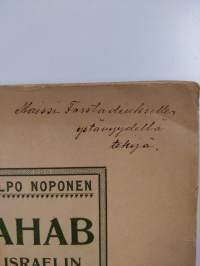 ystävyydellä
tekijä.
LPO NOPONEN
AHAB
ISRAELIN